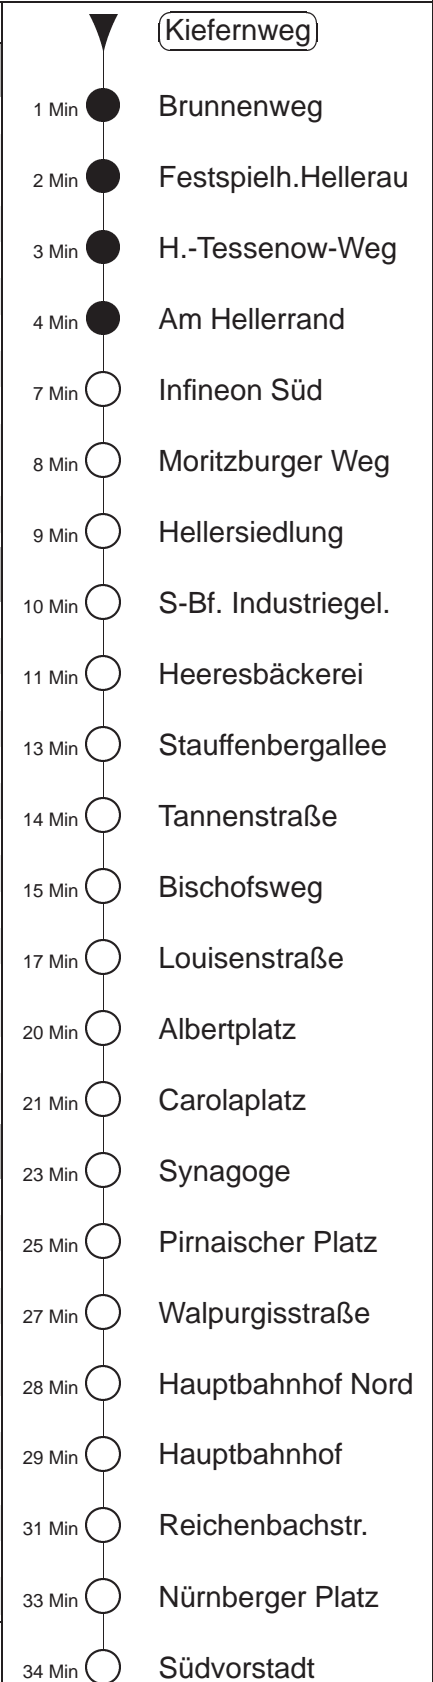 Kiefernweg
1 Min Brunnenweg
2 Min Festspielh.Hellerau
3 Min H.-Tessenow-Weg
4 Min Am Hellerrand
7 Min Infineon Süd
8 Min Moritzburger Weg
9 Min Hellersiedlung
10 Min S-Bf. Industriegel.
11 Min Heeresbäckerei
13 Min Stauffenbergallee
14 Min Tannenstraße
15 Min Bischofsweg
17 Min Louisenstraße
20 Min Albertplatz
21 Min Carolaplatz
23 Min Synagoge
25 Min Pirnaischer Platz
27 Min Walpurgisstraße
28 Min Hauptbahnhof Nord
29 Min Hauptbahnhof
31 Min Reichenbachstr.
33 Min Nürnberger Platz
34 Min Südvorstadt